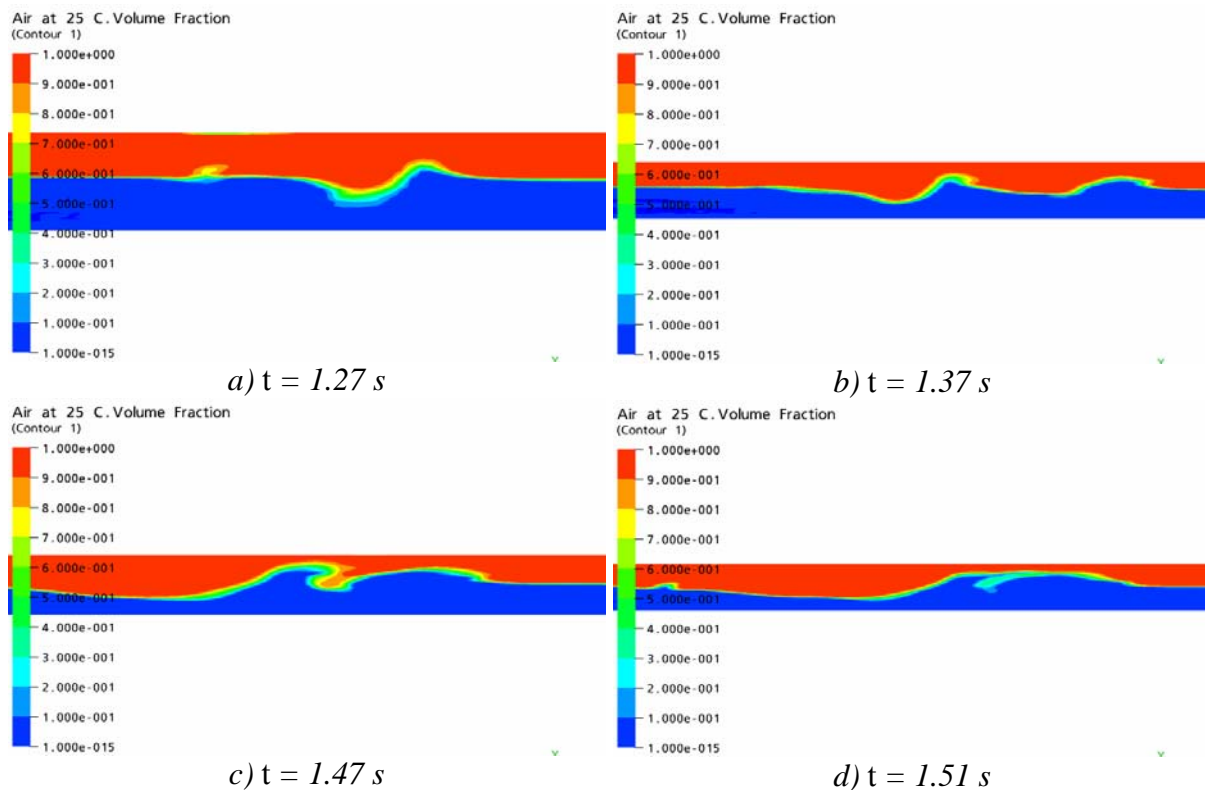 Air at 25 C.Volume Fraction
(Contour 1)
1.000e+000
9.000e-001
8.000e-001
7.000e-001
6.000e-001
5.000e-001
4.000e-001
3.000e-001
2.000e-001
1.000e-001
1.000e-015
a) t = 1.27 s
Air at 25 C.Volume Fraction
(Contour 1)
1.000e+000
9.000e-001
8.000e-001
7.000e-001
6.000e-001
5.000e-001
4.000e-001
3.000e-001
2.000e-001
1.000e-001
1.000e-015
b) t = 1.37 s
Air at 25 C.Volume Fraction
(Contour 1)
1.000e+000
9.000e-001
8.000e-001
7.000e-001
6.000e-001
5.000e-001
4.000e-001
3.000e-001
2.000e-001
1.000e-001
1.000e-015
c) t = 1.47 s
Air at 25 C.Volume Fraction
(Contour 1)
1.000e+000
9.000e-001
8.000e-001
7.000e-001
6.000e-001
5.000e-001
4.000e-001
3.000e-001
2.000e-001
1.000e-001
1.000e-015
d) t = 1.51 s